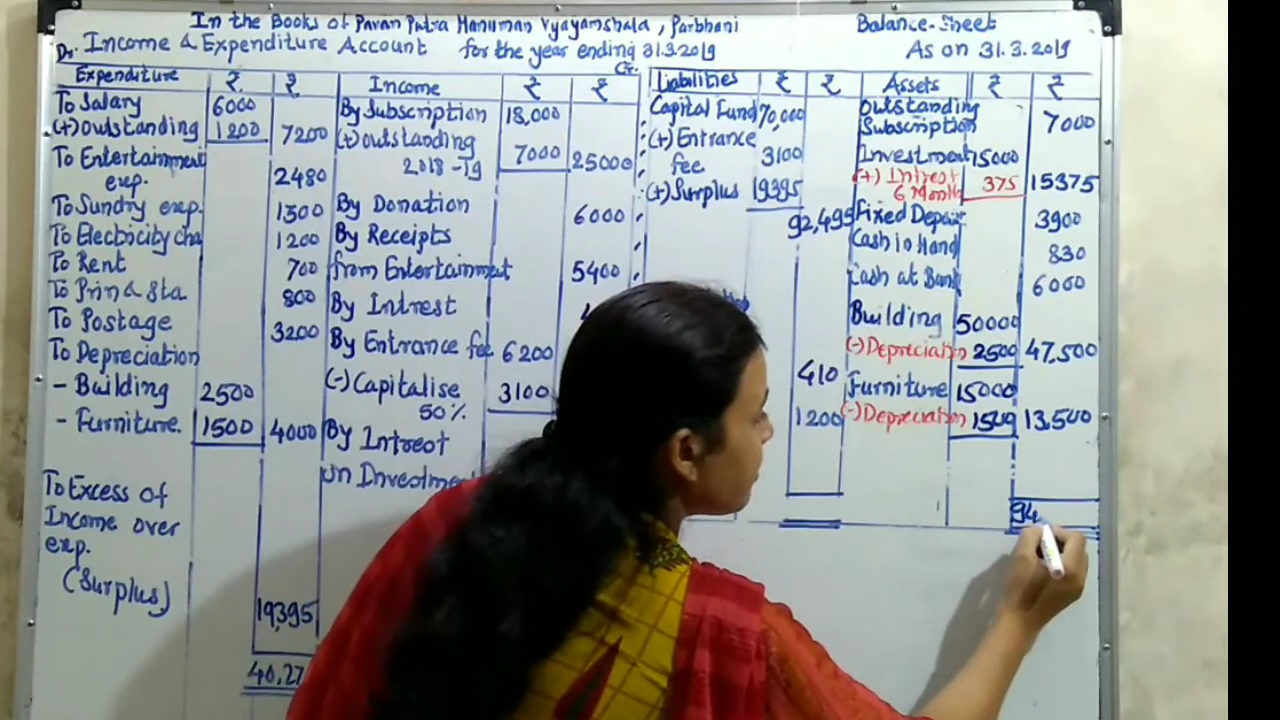 In the Books of Pavan Putra Hanuman Vyayamshala, Parbhani
Balance-Sheet
Dr. Income & Expenditure Account for the year ending 31.3.2019
As on 31.3.2019
Cr.
Expenditure ₹ ₹ Income ₹ ₹
To Salary 6000
(+) outstanding 1200 7200
To Entertainment
exp. 2480
To Sundry exp. 1300
To Electricity cha 1200
To Rent 700
To Prin & Sta 800
To Postage 3200
To Depreciation
- Building 2500
- Furniture. 1500 4000
To Excess of
Income over
exp.
(Surplus)
19,395
By Subscription 18,000
(+) outstanding
2018-19 7000 25000
By Donation 6000
By Receipts
from Entertainment 5400
By Intrest
By Entrance fee 6200
(-) Capitalise
50% 3100
By Intrest
on
Liabilities ₹ ₹ Assets ₹ ₹
Capital Fund 70,000
(+) Entrance
fee 3100
(+) Surplus 19395
92,495
410
1200
Outstanding
Subscription 7000
Investment 15000
(+) Intrest
6 Month 375 15375
Fixed 3900
Cash in Hand 830
Cash at Bank 6000
Building 50000
(-) Depreciation 2500 47,500
Furniture 15000
(-) Depreciation 1500 13,500
94